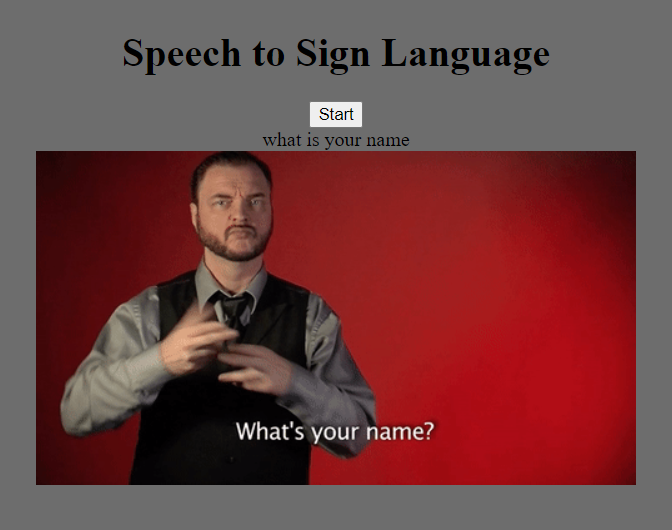 Speech to Sign Language
Start
what is your name
What's your name?